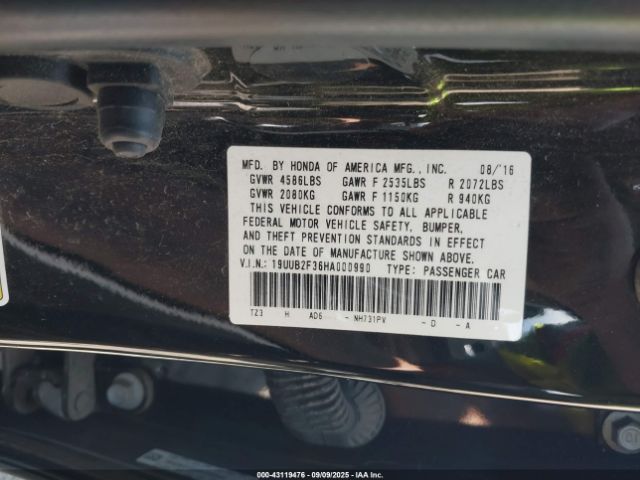 MFD. BY HONDA OF AMERICA MFG., INC. 08/'16
GVWR 4586LBS GAWR F 2535LBS R 2072LBS
GVWR 2080KG GAWR F 1150KG R 940KG
THIS VEHICLE CONFORMS TO ALL APPLICABLE
FEDERAL MOTOR VEHICLE SAFETY, BUMPER,
AND THEFT PREVENTION STANDARDS IN EFFECT
ON THE DATE OF MANUFACTURE SHOWN ABOVE.
V.I.N.: 19UUB2F36HA000990 TYPE: PASSENGER CAR
TZ3 H AD6 - NH731PV - D - A
000-43119476 - 09/09/2025 - IAAI.com